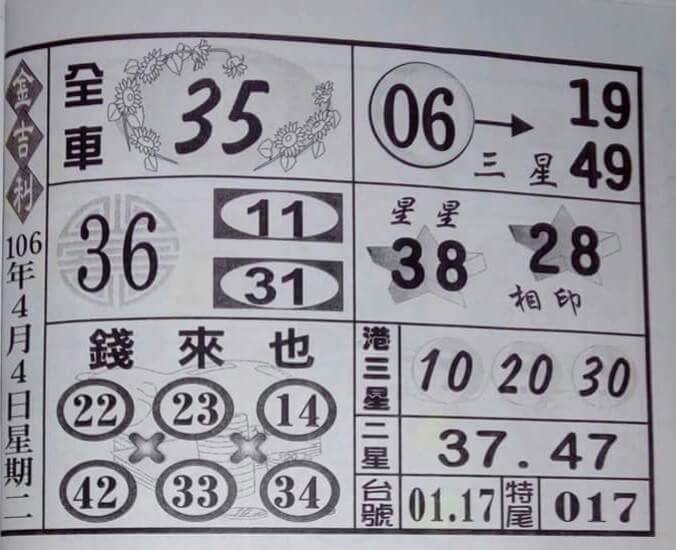 金吉利
106年4月4日星期二
全車
35
06
19
三星
49
36
11
31
星星
38
28
相印
錢來也
22 23 14
42 33 34
港三星
10 20 30
二星
37.47
台號
01.17
特尾
017